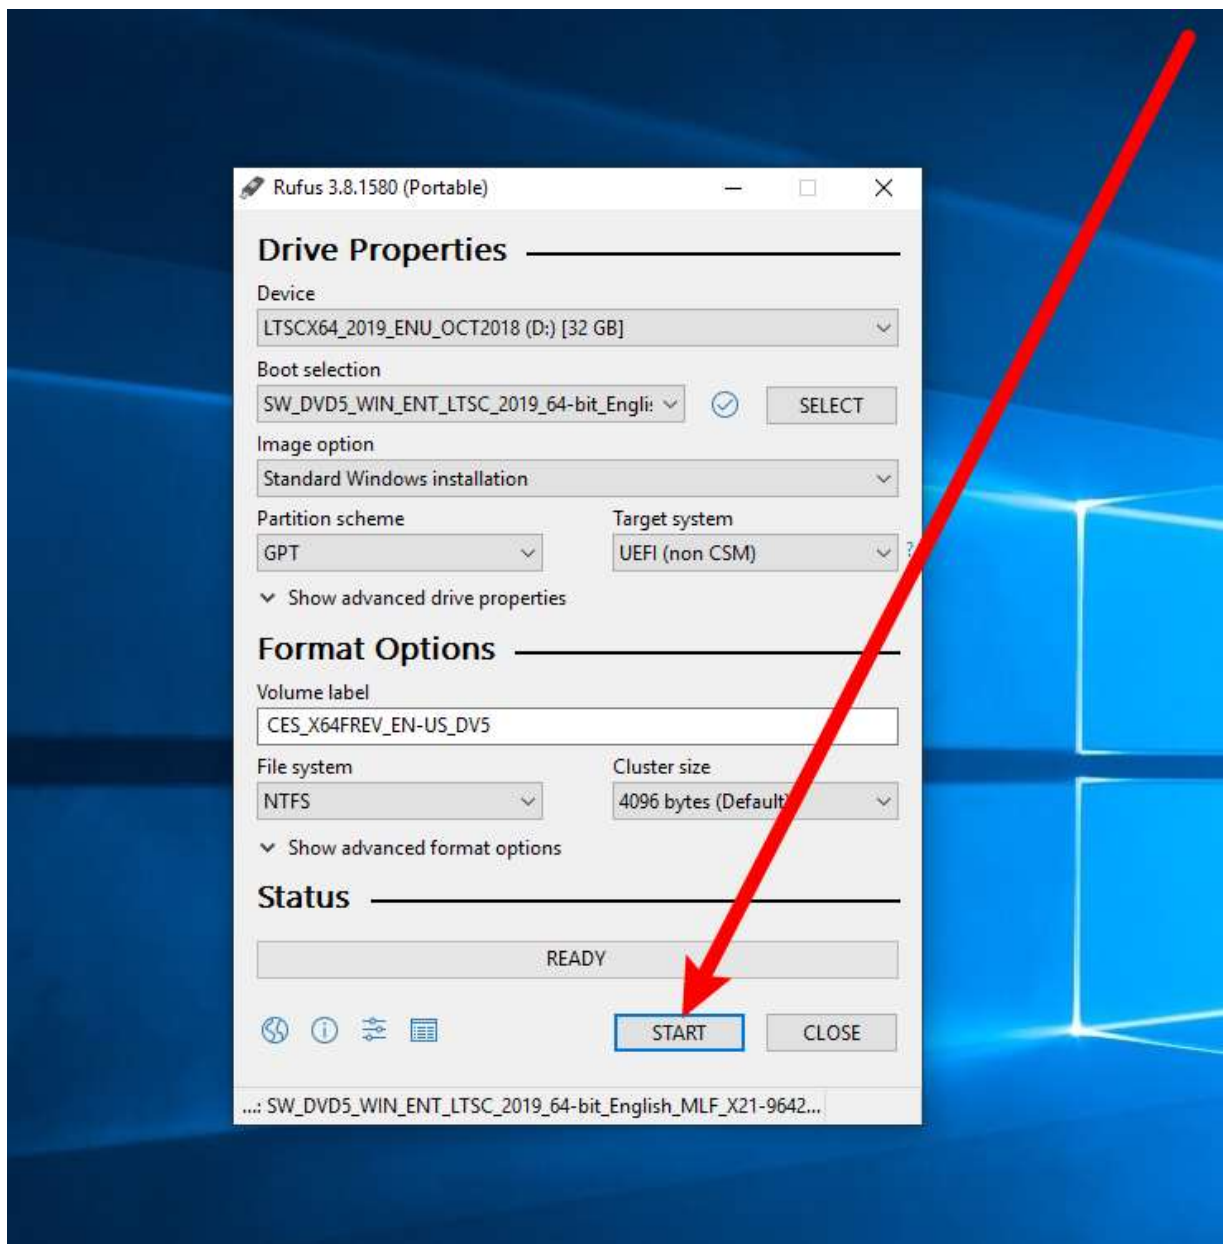 Rufus 3.8.1580 (Portable)
Drive Properties
Device
LTSCX64_2019_ENU_OCT2018 (D:) [32 GB]
Boot selection
SW_DVD5_WIN_ENT_LTSC_2019_64-bit_Englis
SELECT
Image option
Standard Windows installation
Partition scheme Target system
GPT UEFI (non CSM) ?
Show advanced drive properties
Format Options
Volume label
CES_X64FREV_EN-US_DV5
File system Cluster size
NTFS 4096 bytes (Default)
Show advanced format options
Status
READY
START CLOSE
...: SW_DVD5_WIN_ENT_LTSC_2019_64-bit_English_MLF_X21-9642...